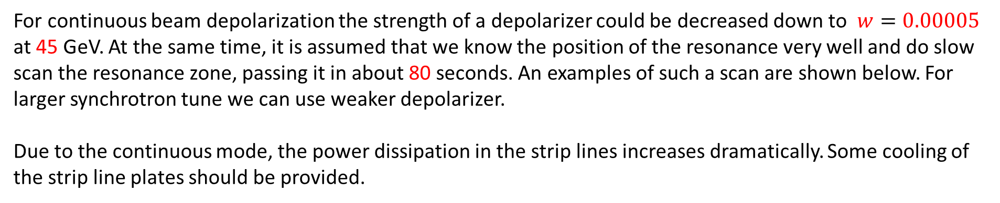 For continuous beam depolarization the strength of a depolarizer could be decreased down to w = 0.00005
at 45 GeV. At the same time, it is assumed that we know the position of the resonance very well and do slow
scan the resonance zone, passing it in about 80 seconds. An examples of such a scan are shown below. For
larger synchrotron tune we can use weaker depolarizer.
Due to the continuous mode, the power dissipation in the strip lines increases dramatically. Some cooling of
the strip line plates should be provided.